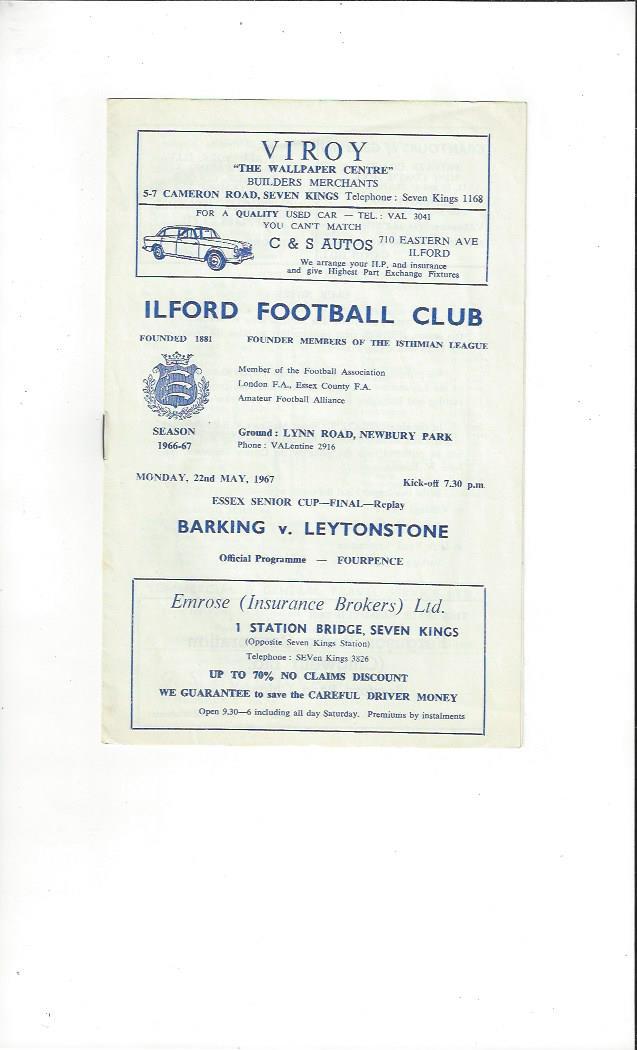 VIROY
"THE WALLPAPER CENTRE"
BUILDERS MERCHANTS
5-7 CAMERON ROAD, SEVEN KINGS Telephone: Seven Kings 1168
FOR A QUALITY USED CAR — TEL.: VAL 3041
YOU CAN'T MATCH
C & S AUTOS 710 EASTERN AVE
ILFORD
We arrange your H.P. and insurance
and give Highest Part Exchange Fixtures
ILFORD FOOTBALL CLUB
FOUNDED 1881 FOUNDER MEMBERS OF THE ISTHMIAN LEAGUE
Member of the Football Association
London F.A., Essex County F.A.
Amateur Football Alliance
SEASON
1966-67
Ground: LYNN ROAD, NEWBURY PARK
Phone: VALentine 2916
MONDAY, 22nd MAY, 1967 Kick-off 7.30 p.m.
ESSEX SENIOR CUP—FINAL—Replay
BARKING v. LEYTONSTONE
Official Programme — FOURPENCE
Emrose (Insurance Brokers) Ltd.
1 STATION BRIDGE, SEVEN KINGS
(Opposite Seven Kings Station)
Telephone: SEVen Kings 3826
UP TO 70% NO CLAIMS DISCOUNT
WE GUARANTEE to save the CAREFUL DRIVER MONEY
Open 9.30—6 including all day Saturday. Premiums by instalments